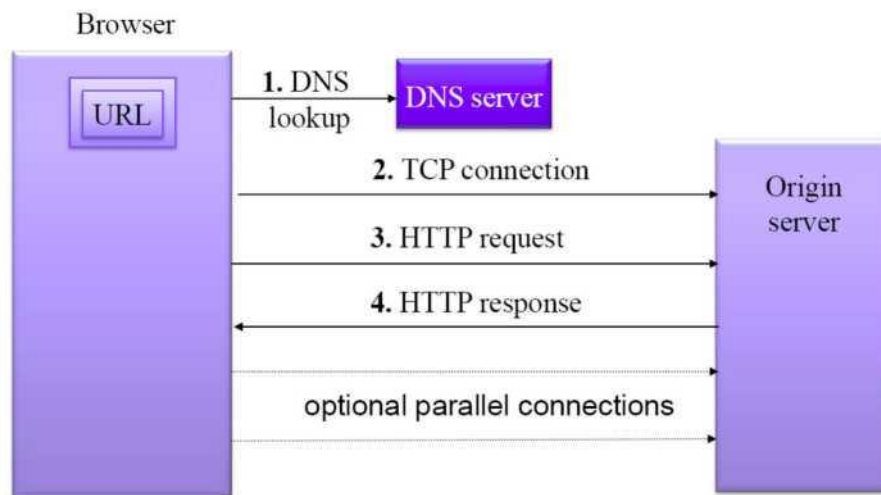 Browser
URL
1. DNS
lookup
DNS server
2. TCP connection
Origin
server
3. HTTP request
4. HTTP response
optional parallel connections